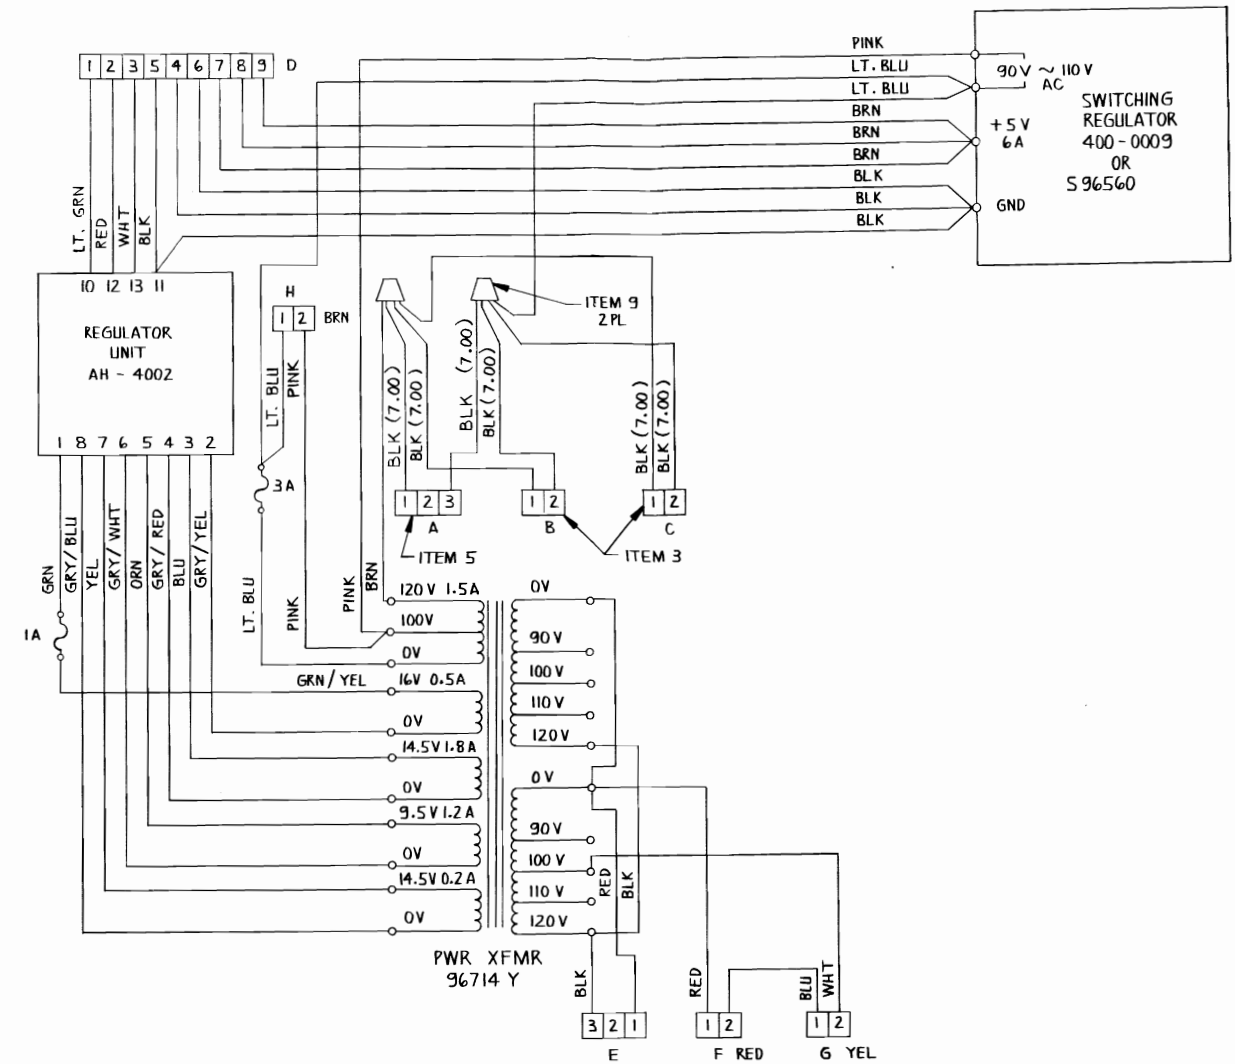 PINK
LT. BLU
LT. BLU
BRN
BRN
BRN
BLK
BLK
BLK
90V ~ 110V
AC
+5V
6A
GND
SWITCHING
REGULATOR
400-0009
OR
S96560
1 2 3 5 4 6 7 8 9 D
LT. GRN
RED
WHT
BLK
10 12 13 11
REGULATOR
UNIT
AH - 4002
1 8 7 6 5 4 3 2
H
1 2 BRN
LT. BLU
PINK
ITEM 9
2PL
BLK (7.00)
BLK (7.00)
BLK (7.00)
BLK (7.00)
BLK (7.00)
BLK (7.00)
3A
1 2 3
A
1 2
B
1 2
C
ITEM 5
ITEM 3
GRN
GRY/BLU
YEL
GRY/WHT
ORN
GRY/RED
BLU
GRY/YEL
1A
LT. BLU
PINK
PINK
BRN
120V 1.5A
100V
0V
GRN/YEL
16V 0.5A
0V
14.5V 1.8A
0V
9.5V 1.2A
0V
14.5V 0.2A
0V
0V
90V
100V
110V
120V
0V
90V
100V
110V
120V
RED
BLK
PWR XFMR
96714Y
BLK
RED
BLU
WHT
3 2 1
E
1 2
F RED
1 2
G YEL